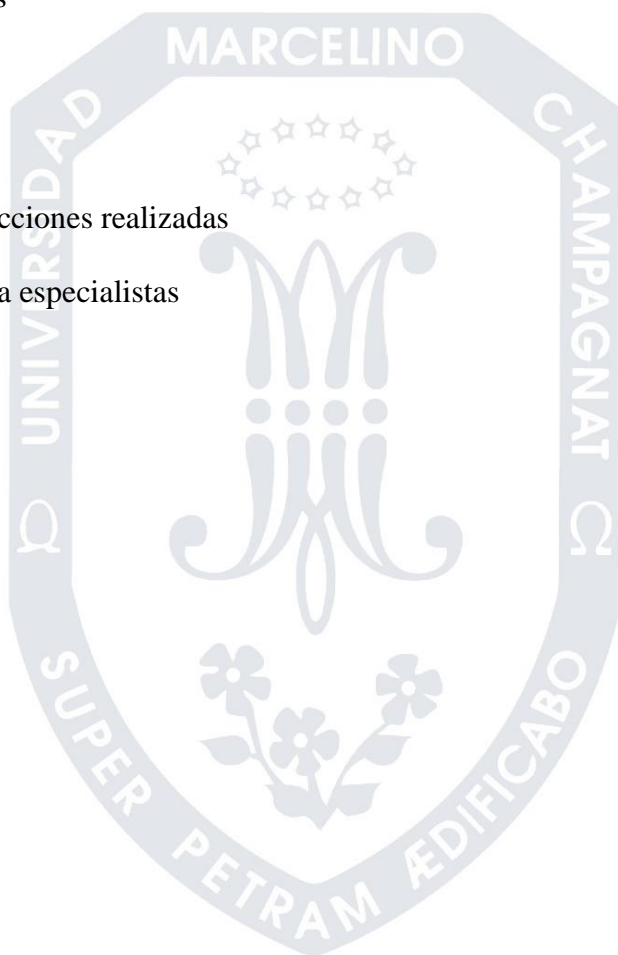 s
MARCELINO
UNIVERSIDAD
CHAMPAGNAT
cciones realizadas
a especialistas
Ω
Ω
SUPER PETRAM ÆDIFICABO